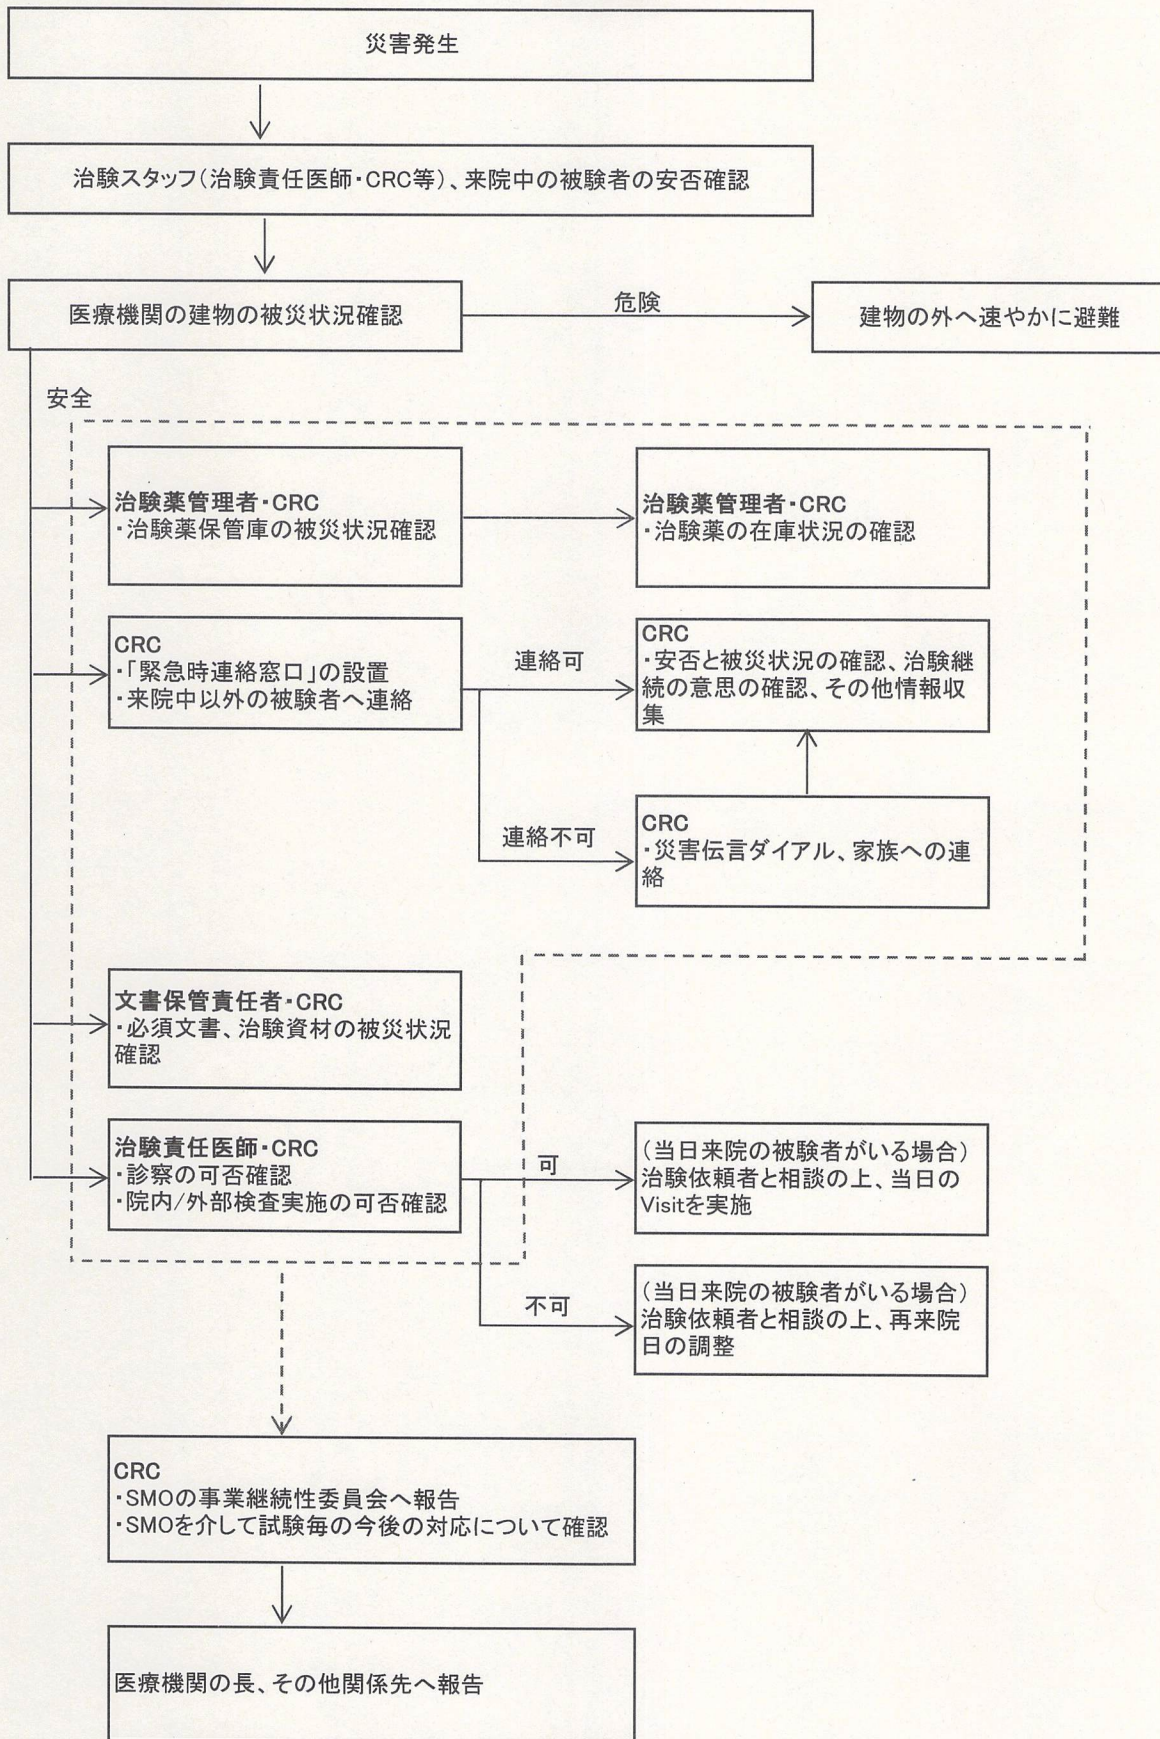 災害発生
治験スタッフ(治験責任医師・CRC等)、来院中の被験者の安否確認
医療機関の建物の被災状況確認
危険
建物の外へ速やかに避難
安全
治験薬管理者・CRC
・治験薬保管庫の被災状況確認
治験薬管理者・CRC
・治験薬の在庫状況の確認
CRC
・「緊急時連絡窓口」の設置
・来院中以外の被験者へ連絡
連絡可
CRC
・安否と被災状況の確認、治験継
続の意思の確認、その他情報収
集
連絡不可
CRC
・災害伝言ダイアル、家族への連
絡
文書保管責任者・CRC
・必須文書、治験資材の被災状況
確認
治験責任医師・CRC
・診察の可否確認
・院内/外部検査実施の可否確認
可
(当日来院の被験者がいる場合)
治験依頼者と相談の上、当日の
Visitを実施
不可
(当日来院の被験者がいる場合)
治験依頼者と相談の上、再来院
日の調整
CRC
・SMOの事業継続性委員会へ報告
・SMOを介して試験毎の今後の対応について確認
医療機関の長、その他関係先へ報告